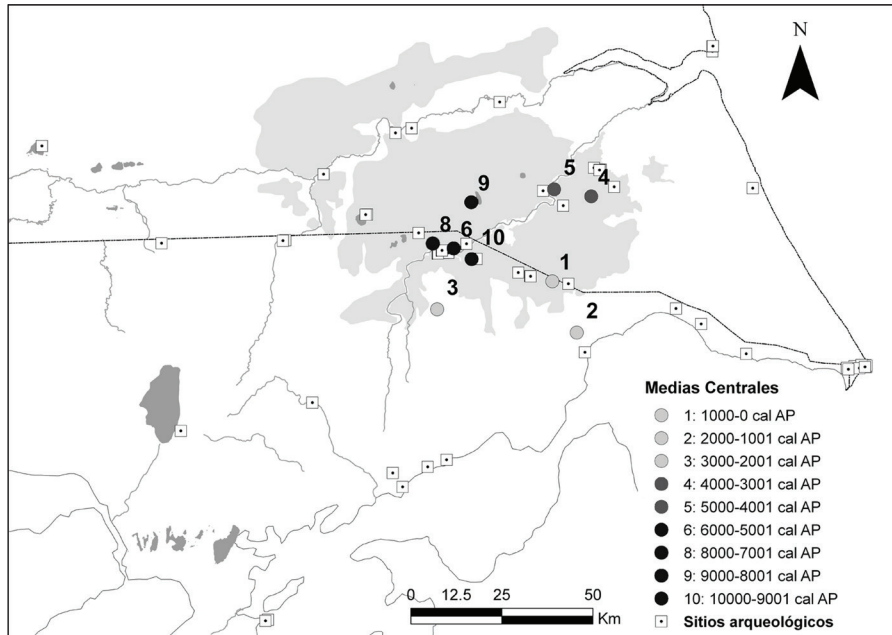 N
5
4
9
8
6
10
1
3
2
Medias Centrales
1: 1000-0 cal AP
2: 2000-1001 cal AP
3: 3000-2001 cal AP
4: 4000-3001 cal AP
5: 5000-4001 cal AP
6: 6000-5001 cal AP
8: 8000-7001 cal AP
9: 9000-8001 cal AP
10: 10000-9001 cal AP
Sitios arqueológicos
0 12.5 25 50
Km